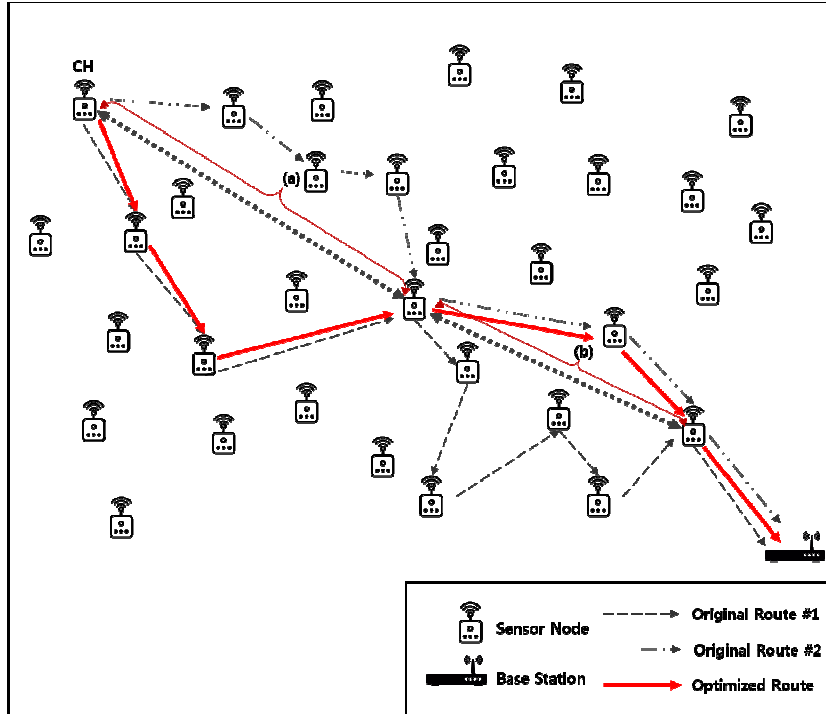 CH
(a)
(b)
Sensor Node
Base Station
Original Route #1
Original Route #2
Optimized Route